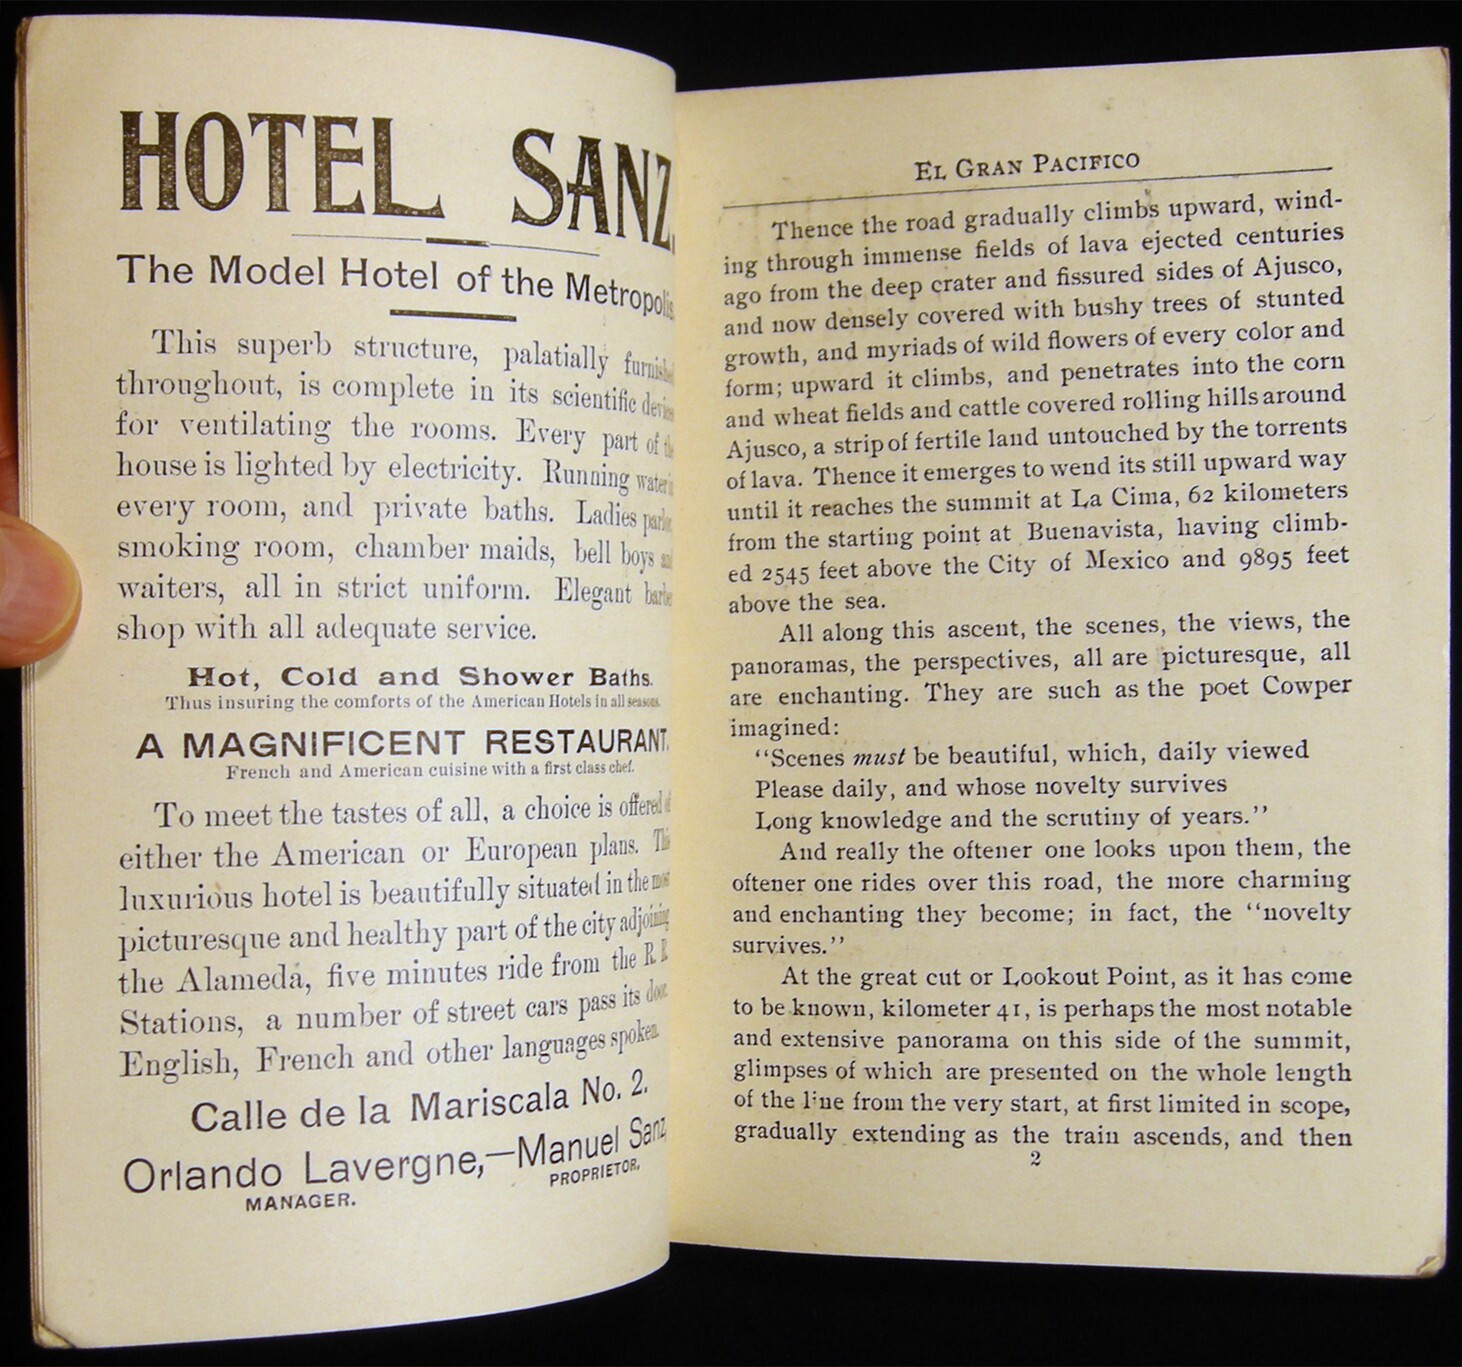 HOTEL SANZ.
The Model Hotel of the Metropolis.
This superb structure, palatially furnished
throughout, is complete in its scientific devices
for ventilating the rooms. Every part of the
house is lighted by electricity. Running water in
every room, and private baths. Ladies parlor,
smoking room, chamber maids, bell boys and
waiters, all in strict uniform. Elegant barber
shop with all adequate service.
Hot, Cold and Shower Baths.
Thus insuring the comforts of the American Hotels in all seasons.
A MAGNIFICENT RESTAURANT.
French and American cuisine with a first class chef.
To meet the tastes of all, a choice is offered of
either the American or European plans. This
luxurious hotel is beautifully situated in the most
picturesque and healthy part of the city adjoining
the Alameda, five minutes ride from the R. R.
Stations, a number of street cars pass its door.
English, French and other languages spoken.
Calle de la Mariscala No. 2.
Orlando Lavergne,—Manuel Sanz,
MANAGER. PROPRIETOR.
EL GRAN PACIFICO
Thence the road gradually climbs upward, wind-
ing through immense fields of lava ejected centuries
ago from the deep crater and fissured sides of Ajusco,
and now densely covered with bushy trees of stunted
growth, and myriads of wild flowers of every color and
form; upward it climbs, and penetrates into the corn
and wheat fields and cattle covered rolling hills around
Ajusco, a strip of fertile land untouched by the torrents
of lava. Thence it emerges to wend its still upward way
until it reaches the summit at La Cima, 62 kilometers
from the starting point at Buenavista, having climb-
ed 2545 feet above the City of Mexico and 9895 feet
above the sea.
All along this ascent, the scenes, the views, the
panoramas, the perspectives, all are picturesque, all
are enchanting. They are such as the poet Cowper
imagined:
"Scenes must be beautiful, which, daily viewed
Please daily, and whose novelty survives
Long knowledge and the scrutiny of years."
And really the oftener one looks upon them, the
oftener one rides over this road, the more charming
and enchanting they become; in fact, the "novelty
survives."
At the great cut or Lookout Point, as it has come
to be known, kilometer 41, is perhaps the most notable
and extensive panorama on this side of the summit,
glimpses of which are presented on the whole length
of the line from the very start, at first limited in scope,
gradually extending as the train ascends, and then
2